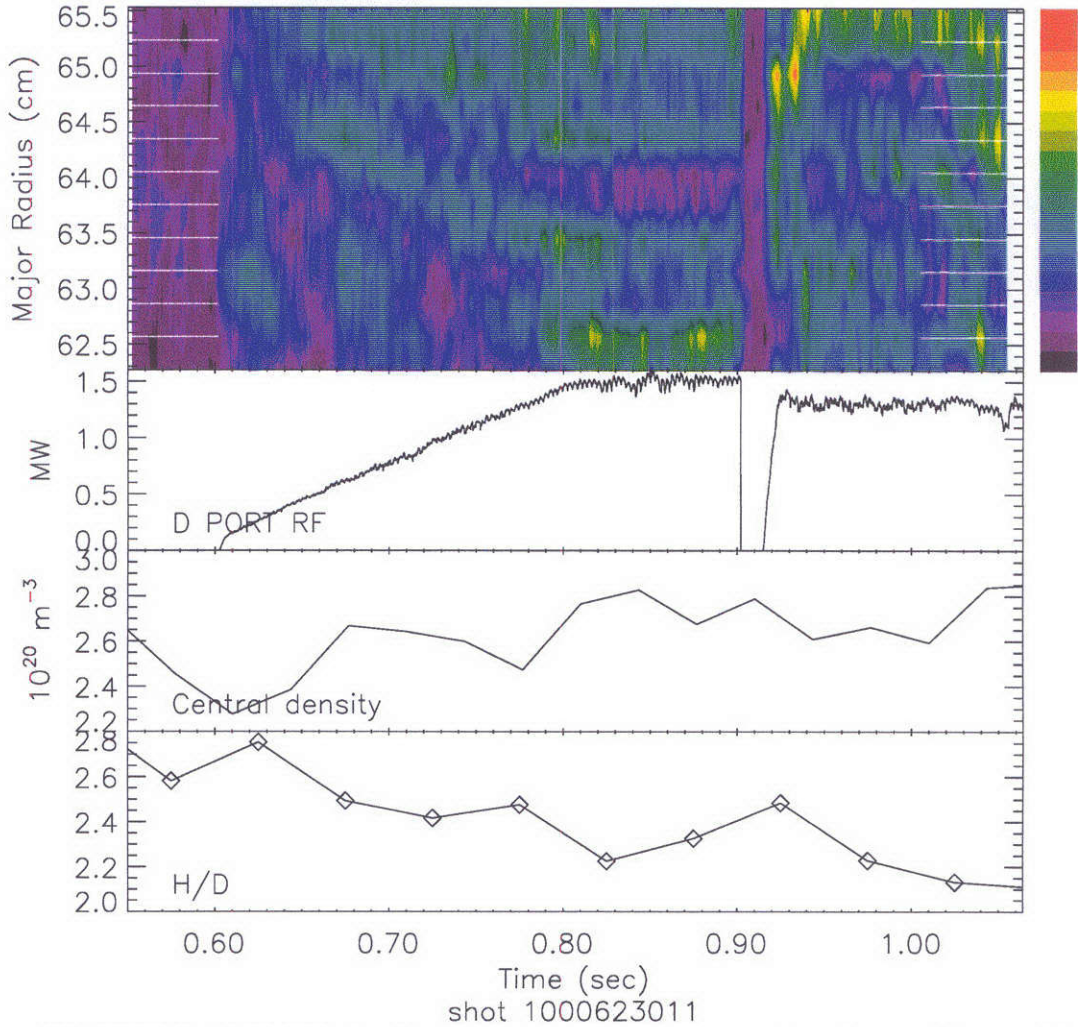 65.5
65.0
64.5
64.0
63.5
63.0
62.5
Major Radius (cm)
1.5
1.0
0.5
0.0
MW
D PORT RF
3.0
2.8
2.6
2.4
2.2
10²⁰ m⁻³
Central density
2.8
2.6
2.4
2.2
2.0
H/D
0.60 0.70 0.80 0.90 1.00
Time (sec)
shot 1000623011